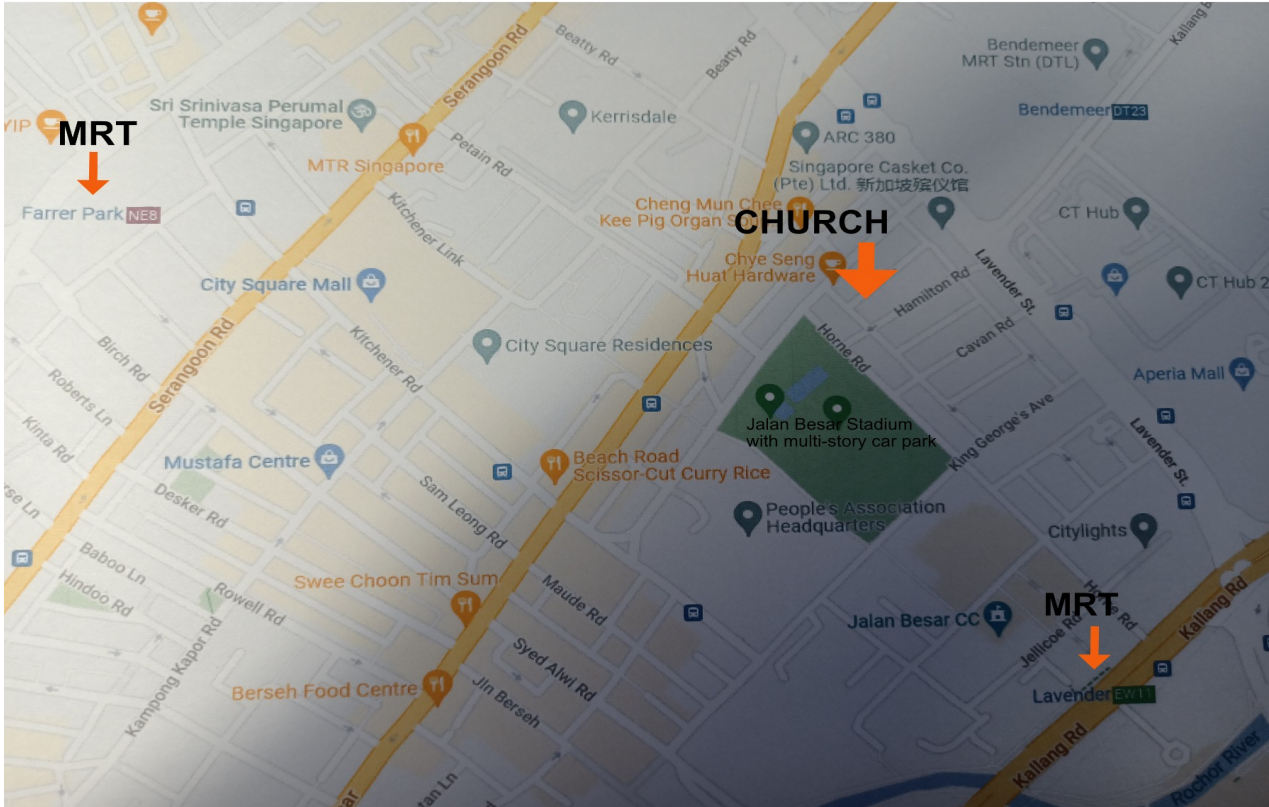 Serangoon Rd
Beatty Rd
Beatty Rd
Bendemeer
MRT Stn (DTL)
Sri Srinivasa Perumal
Temple Singapore
Kerrisdale
Bendemeer DT23
YIP
MRT
MTR Singapore
Petain Rd
ARC 380
Singapore Casket Co.
(Pte) Ltd. 新加坡殡仪馆
Farrer Park NE8
Kitchener Link
Cheng Mun Chee
Kee Pig Organ
CHURCH
CT Hub
Chye Seng
Huat Hardware
City Square Mall
Hamilton Rd
Lavender St.
CT Hub 2
Birch Rd
Serangoon Rd
Kitchener Rd
City Square Residences
Horne Rd
Cavan Rd
Aperia Mall
Roberts Ln
Kinta Rd
Jalan Besar Stadium
with multi-story car park
King George's Ave
Lavender St.
Mustafa Centre
Beach Road
Scissor-Cut Curry Rice
Desker Rd
Sam Leong Rd
People's Association
Headquarters
Citylights
Baboo Ln
Hindoo Rd
Rowell Rd
Swee Choon Tim Sum
Maude Rd
MRT
Kallang Rd
Jalan Besar CC
Jellicoe Rd
Kampong Kapor Rd
Syed Alwi Rd
Berseh Food Centre
Jln Berseh
Lavender EW11
Kallang Rd
Rochor River